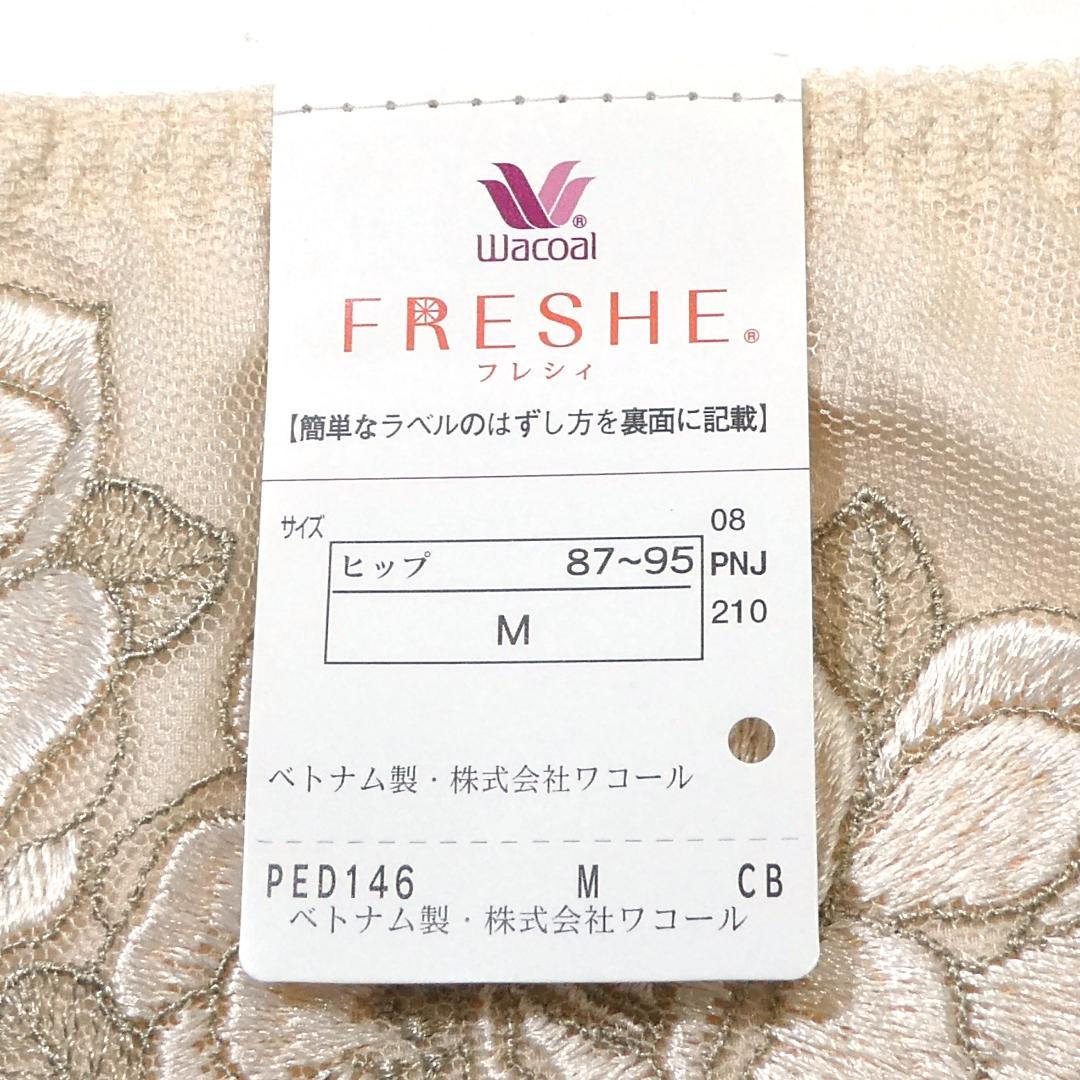 Wacoal®
FRESHE®
フレシィ
【簡単なラベルのはずし方を裏面に記載】
サイズ
ヒップ 87~95
M
08
PNJ
210
ベトナム製・株式会社ワコール
PED146 M CB
ベトナム製・株式会社ワコール